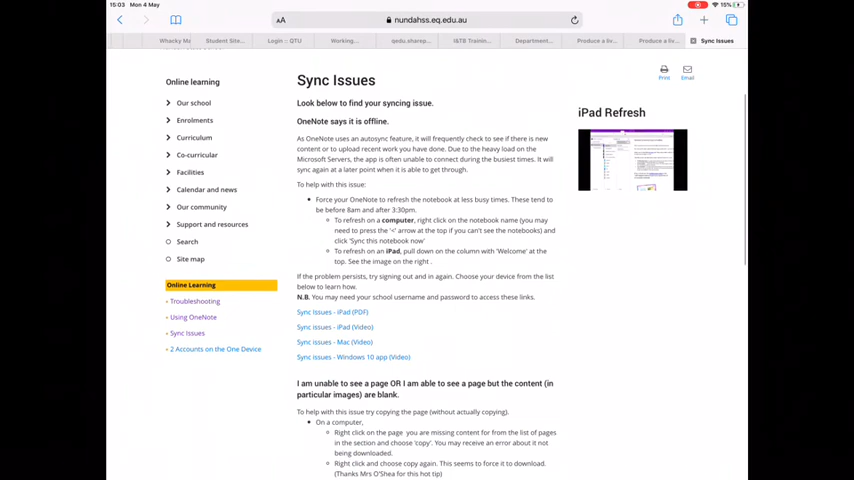 15:03 Mon 4 May
15%
AA
nundahss.eq.edu.au
Whacky Ma
Student Site...
Login :: QTU
Working...
qedu.sharep...
I&TB Trainin...
Department...
Produce a liv...
Produce a liv...
Sync Issues
Online learning
Our school
Enrolments
Curriculum
Co-curricular
Facilities
Calendar and news
Our community
Support and resources
Search
Site map
Online Learning
Troubleshooting
Using OneNote
Sync Issues
2 Accounts on the One Device
Print
Email
Sync Issues
Look below to find your syncing issue.
OneNote says it is offline.
As OneNote uses an autosync feature, it will frequently check to see if there is new
content or to upload recent work you have done. Due to the heavy load on the
Microsoft Servers, the app is often unable to connect during the busiest times. It will
sync again at a later point when it is able to get through.
To help with this issue:
Force your OneNote to refresh the notebook at less busy times. These tend to
be before 8am and after 3:30pm.
To refresh on a computer, right click on the notebook name (you may
need to press the '<' arrow at the top if you can't see the notebooks) and
click 'Sync this notebook now'
To refresh on an iPad, pull down on the column with 'Welcome' at the
top. See the image on the right .
If the problem persists, try signing out and in again. Choose your device from the list
below to learn how.
N.B. You may need your school username and password to access these links.
Sync Issues - iPad (PDF)
Sync issues - iPad (Video)
Sync issues - Mac (Video)
Sync issues - Windows 10 app (Video)
I am unable to see a page OR I am able to see a page but the content (in
particular images) are blank.
To help with this issue try copying the page (without actually copying).
On a computer,
Right click on the page you are missing content for from the list of pages
in the section and choose 'copy'. You may receive an error about it not
being downloaded.
Right click and choose copy again. This seems to force it to download.
(Thanks Mrs O'Shea for this hot tip)
iPad Refresh